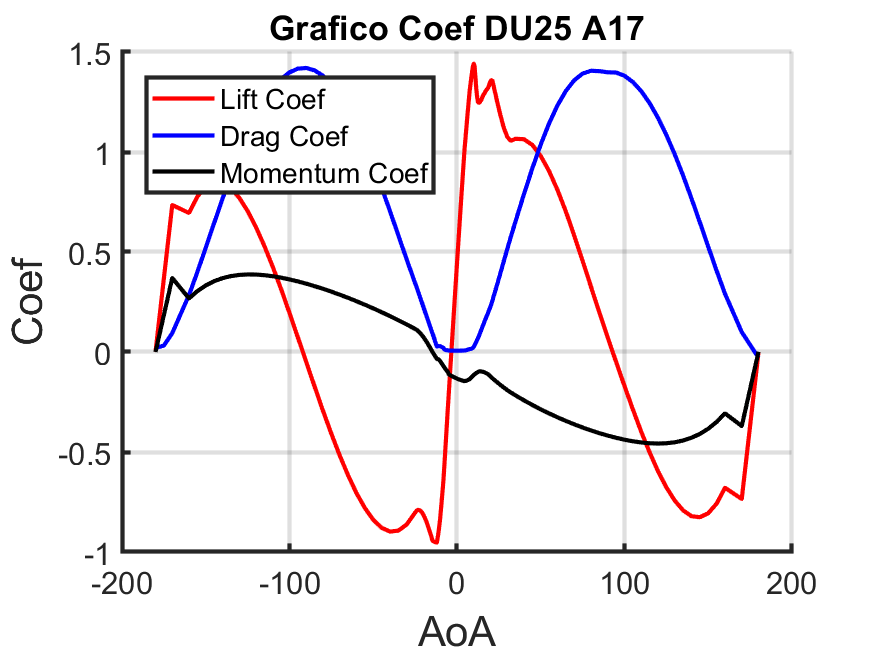 Grafico Coef DU25 A17
1.5
Lift Coef
Drag Coef
Momentum Coef
1
0.5
0
-0.5
-1
Coef
-200 -100 0 100 200
AoA